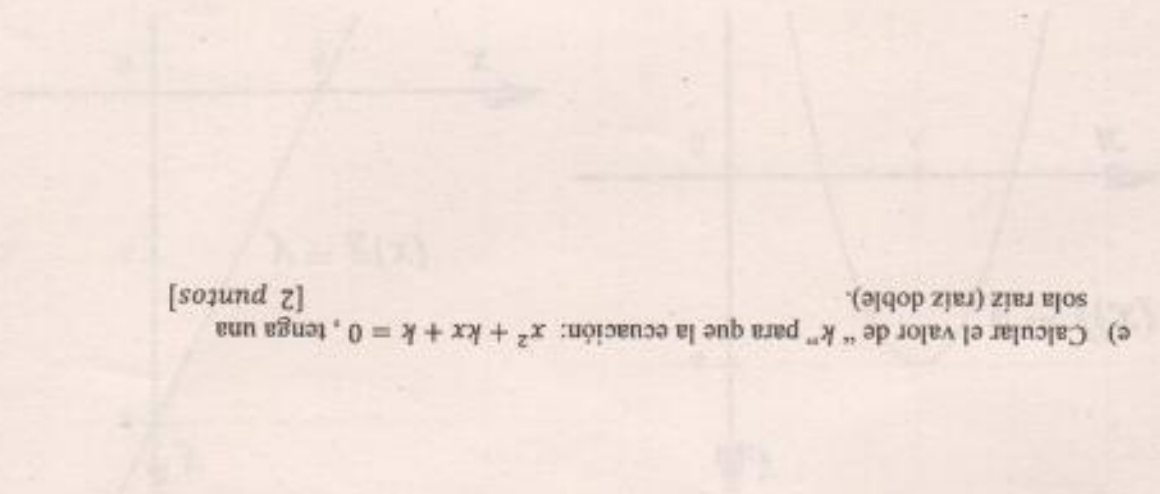 e) Calcular el valor de " k" para que la ecuación: x² + kx + k = 0 , tenga una
sola raíz (raíz doble). [2 puntos]